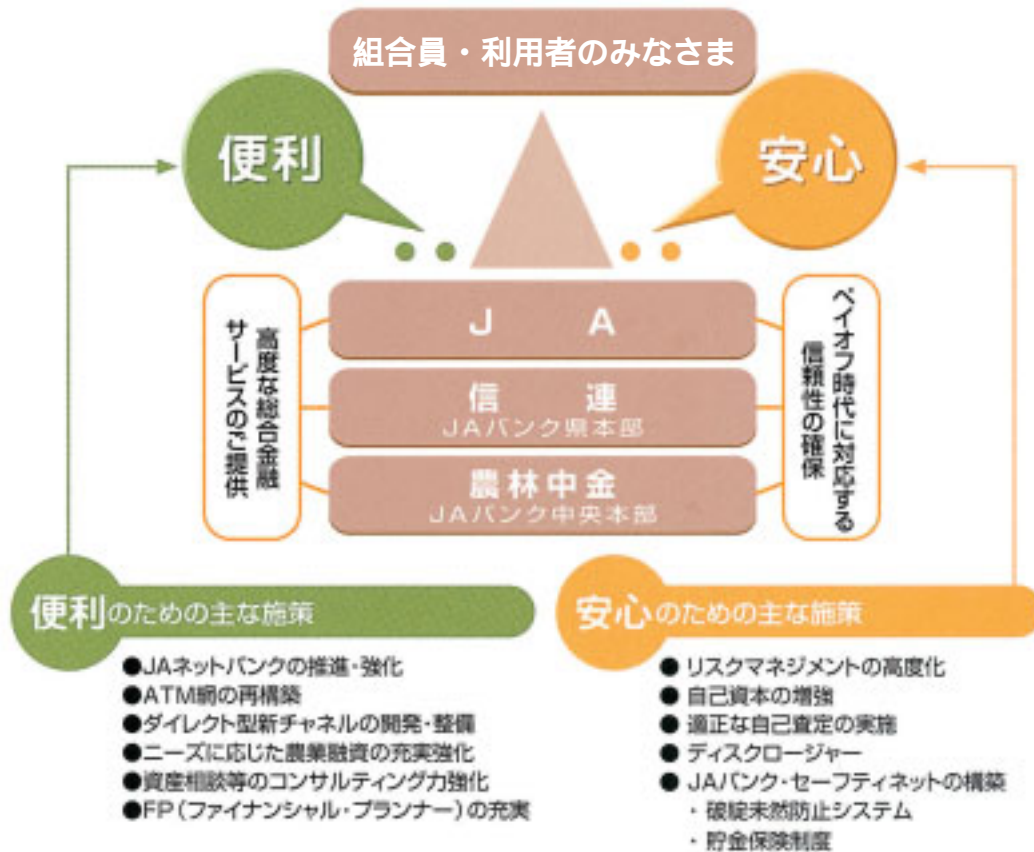 組合員・利用者のみなさま
便利
安心
高度な総合金融
サービスのご提供
J A
信 連
JAバンク県本部
農林中金
JAバンク中央本部
ペイオフ時代に対応する
信頼性の確保
便利のための主な施策
●JAネットバンクの推進・強化
●ATM網の再構築
●ダイレクト型新チャネルの開発・整備
●ニーズに応じた農業融資の充実強化
●資産相談等のコンサルティング力強化
●FP(ファイナンシャル・プランナー)の充実
安心のための主な施策
● リスクマネジメントの高度化
● 自己資本の増強
● 適正な自己査定の実施
● ディスクロージャー
● JAバンク・セーフティネットの構築
・ 破綻未然防止システム
・ 貯金保険制度